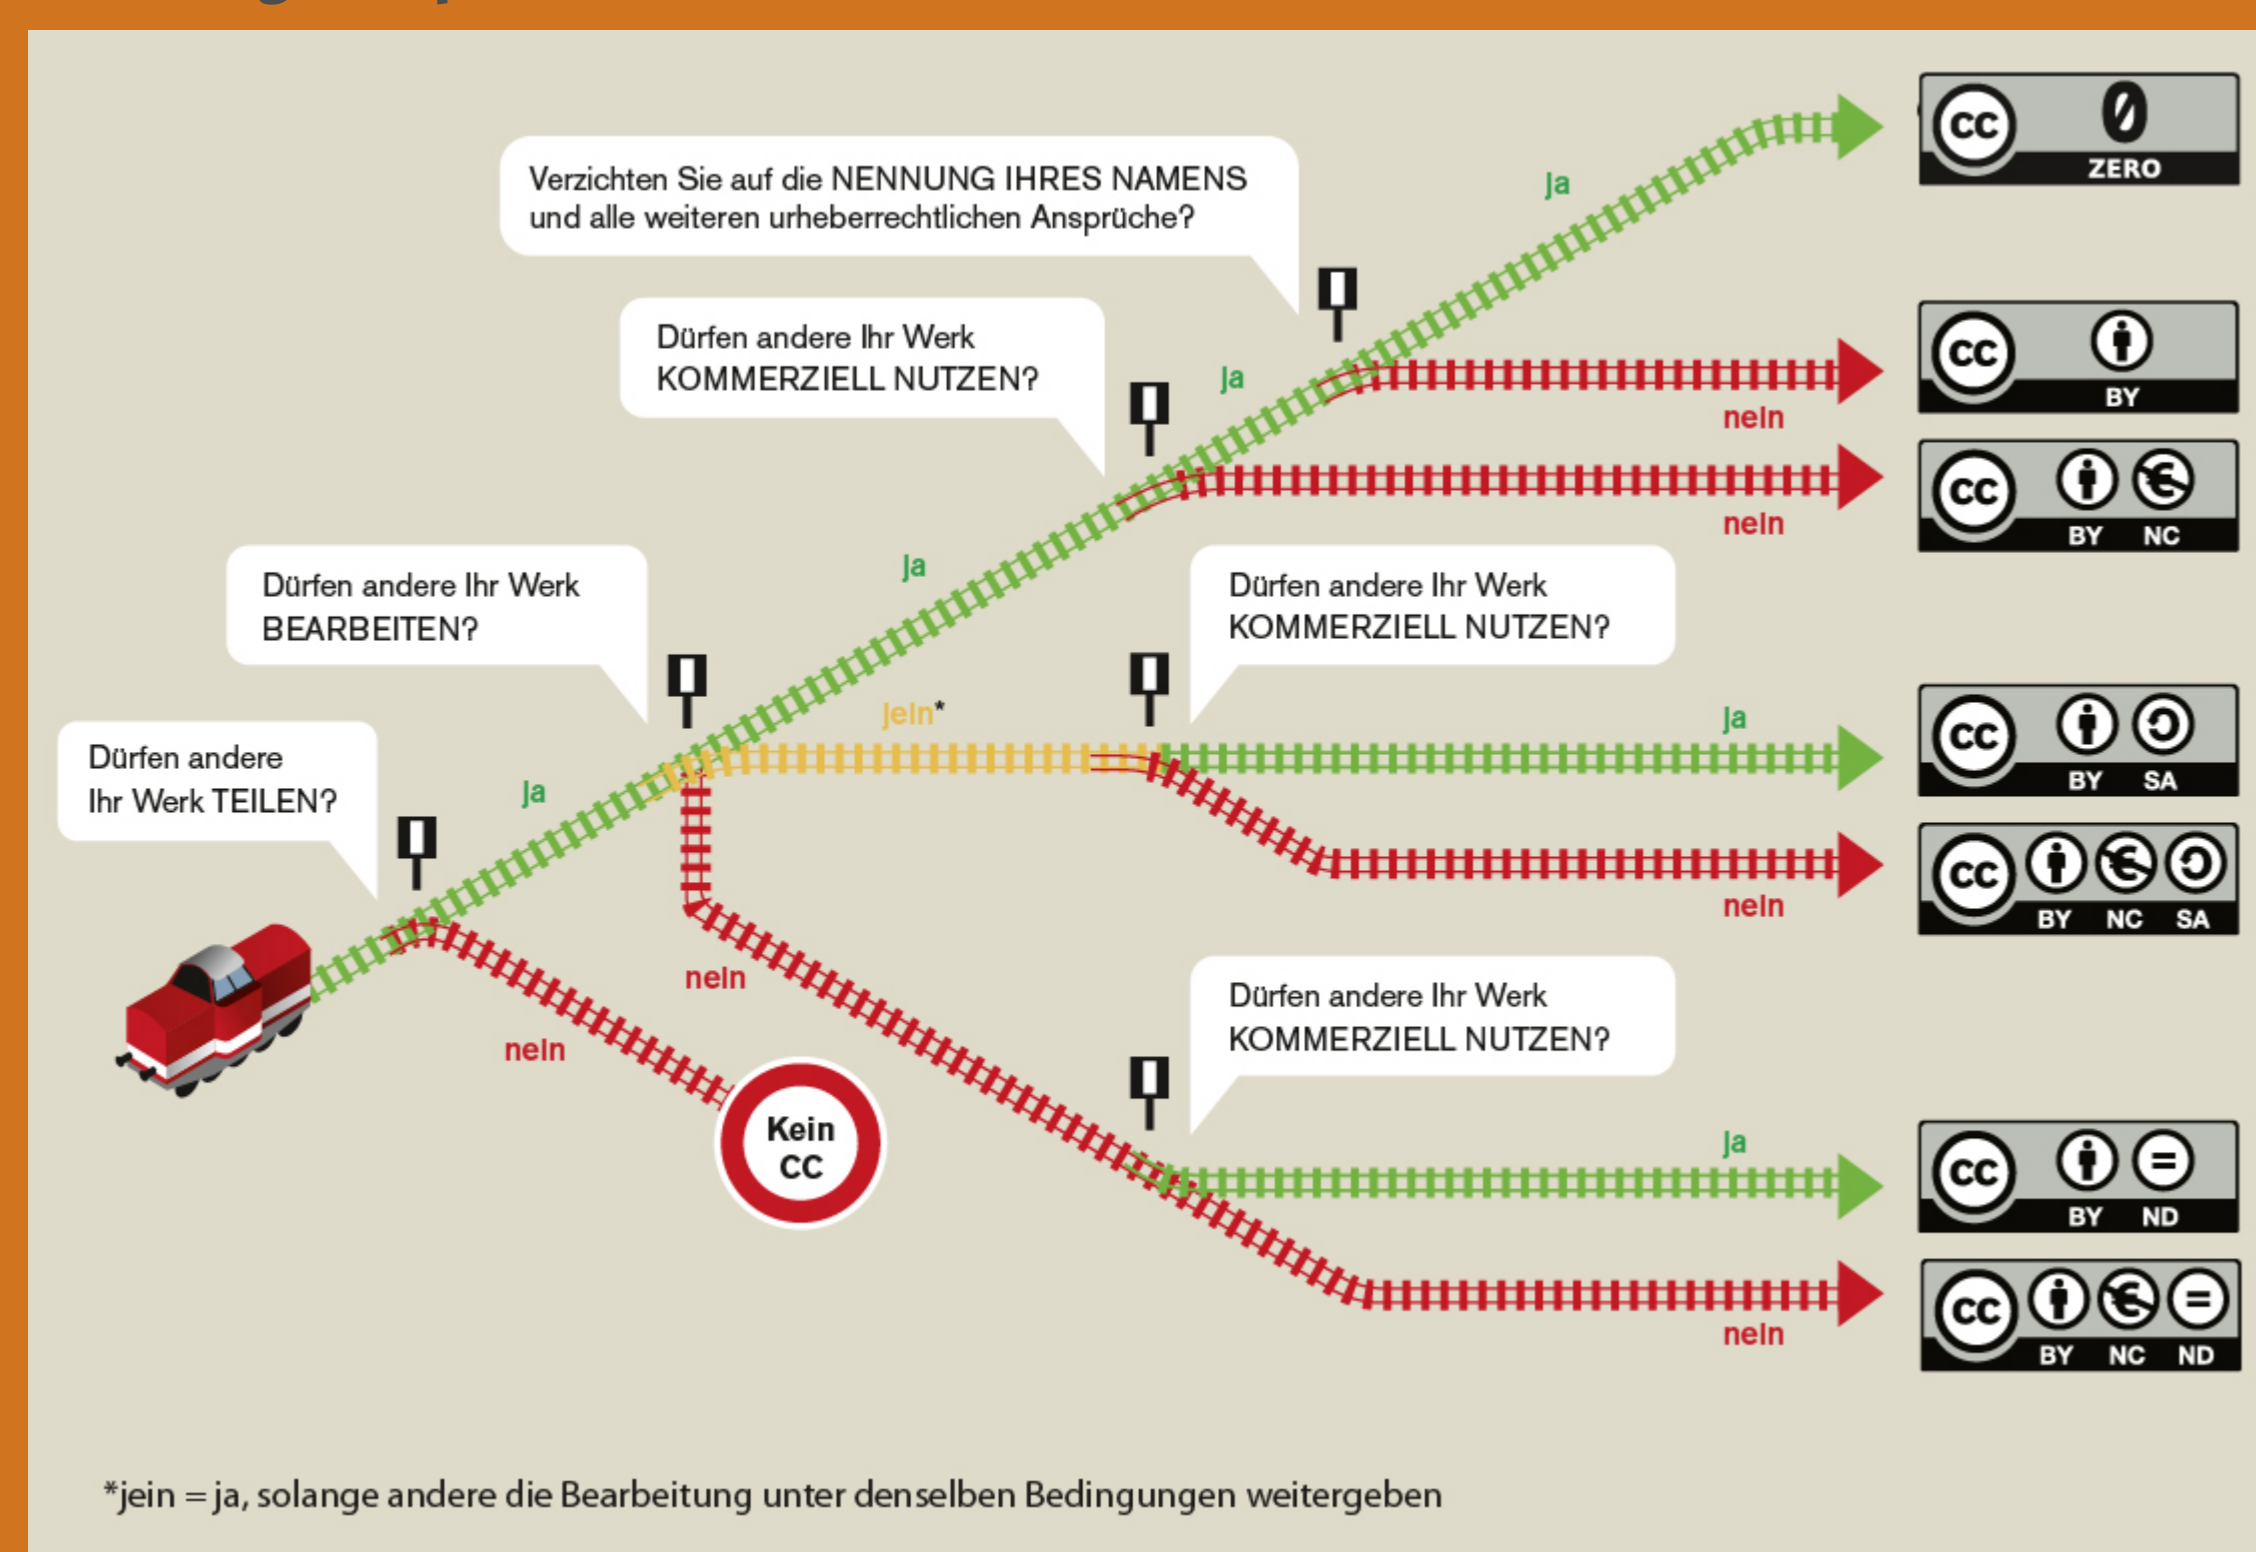 Verzichten Sie auf die NENNUNG IHRES NAMENS
und alle weiteren urheberrechtlichen Ansprüche?
ja
cc
ZERO
Dürfen andere Ihr Werk
KOMMERZIELL NUTZEN?
ja
nein
cc
BY
nein
cc
BY NC
Dürfen andere Ihr Werk
BEARBEITEN?
ja
Dürfen andere Ihr Werk
KOMMERZIELL NUTZEN?
jein*
ja
cc
BY SA
Dürfen andere
Ihr Werk TEILEN?
ja
nein
cc
BY NC SA
nein
nein
Kein
CC
Dürfen andere Ihr Werk
KOMMERZIELL NUTZEN?
ja
cc
BY ND
nein
cc
BY NC ND
*jein = ja, solange andere die Bearbeitung unter denselben Bedingungen weitergeben